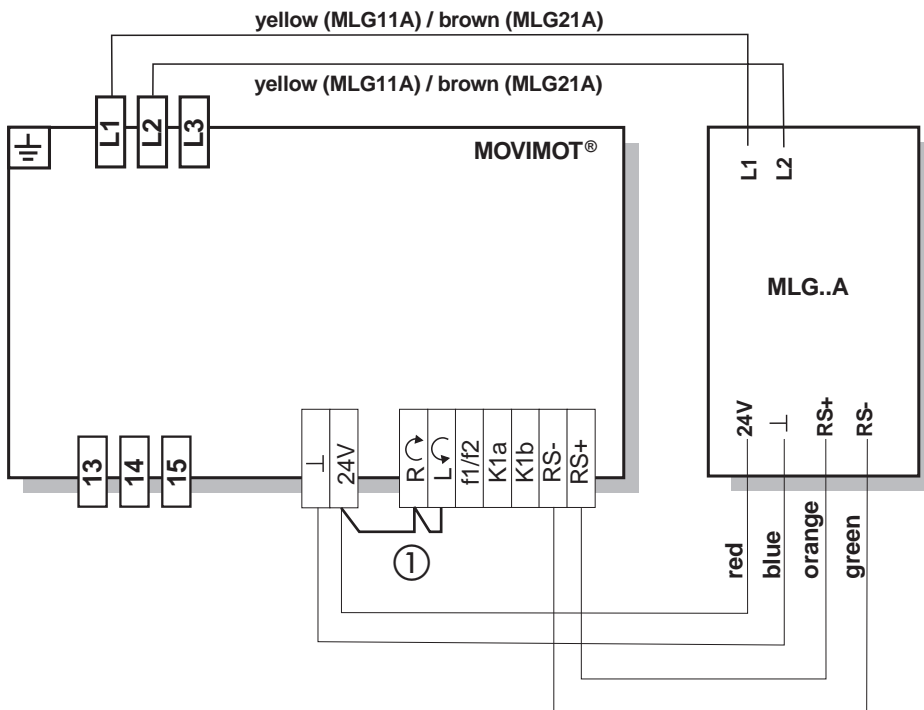 yellow (MLG11A) / brown (MLG21A)
yellow (MLG11A) / brown (MLG21A)
L1
L2
L3
MOVIMOT®
L1
L2
MLG..A
13
14
15
⊥
24V
R
L
f1/f2
K1a
K1b
RS-
RS+
24V
⊥
RS+
RS-
①
red
blue
orange
green